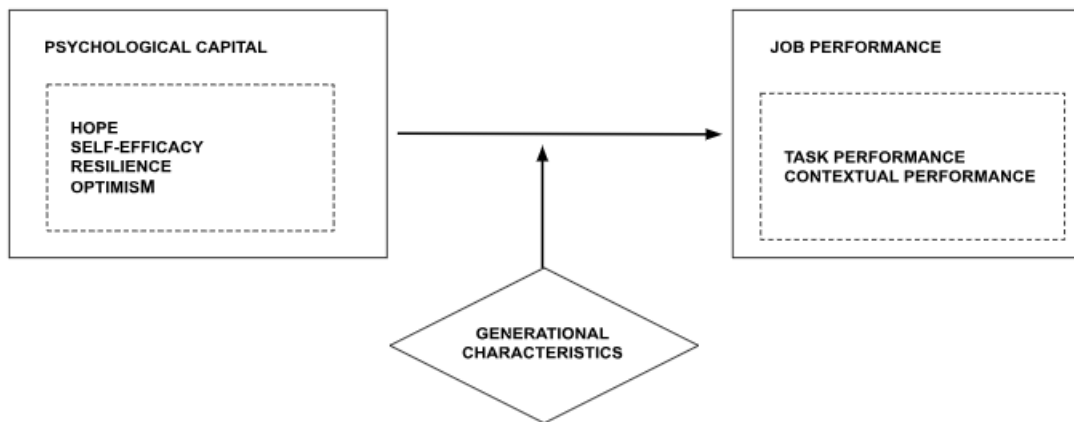 PSYCHOLOGICAL CAPITAL
HOPE
SELF-EFFICACY
RESILIENCE
OPTIMISM
JOB PERFORMANCE
TASK PERFORMANCE
CONTEXTUAL PERFORMANCE
GENERATIONAL
CHARACTERISTICS